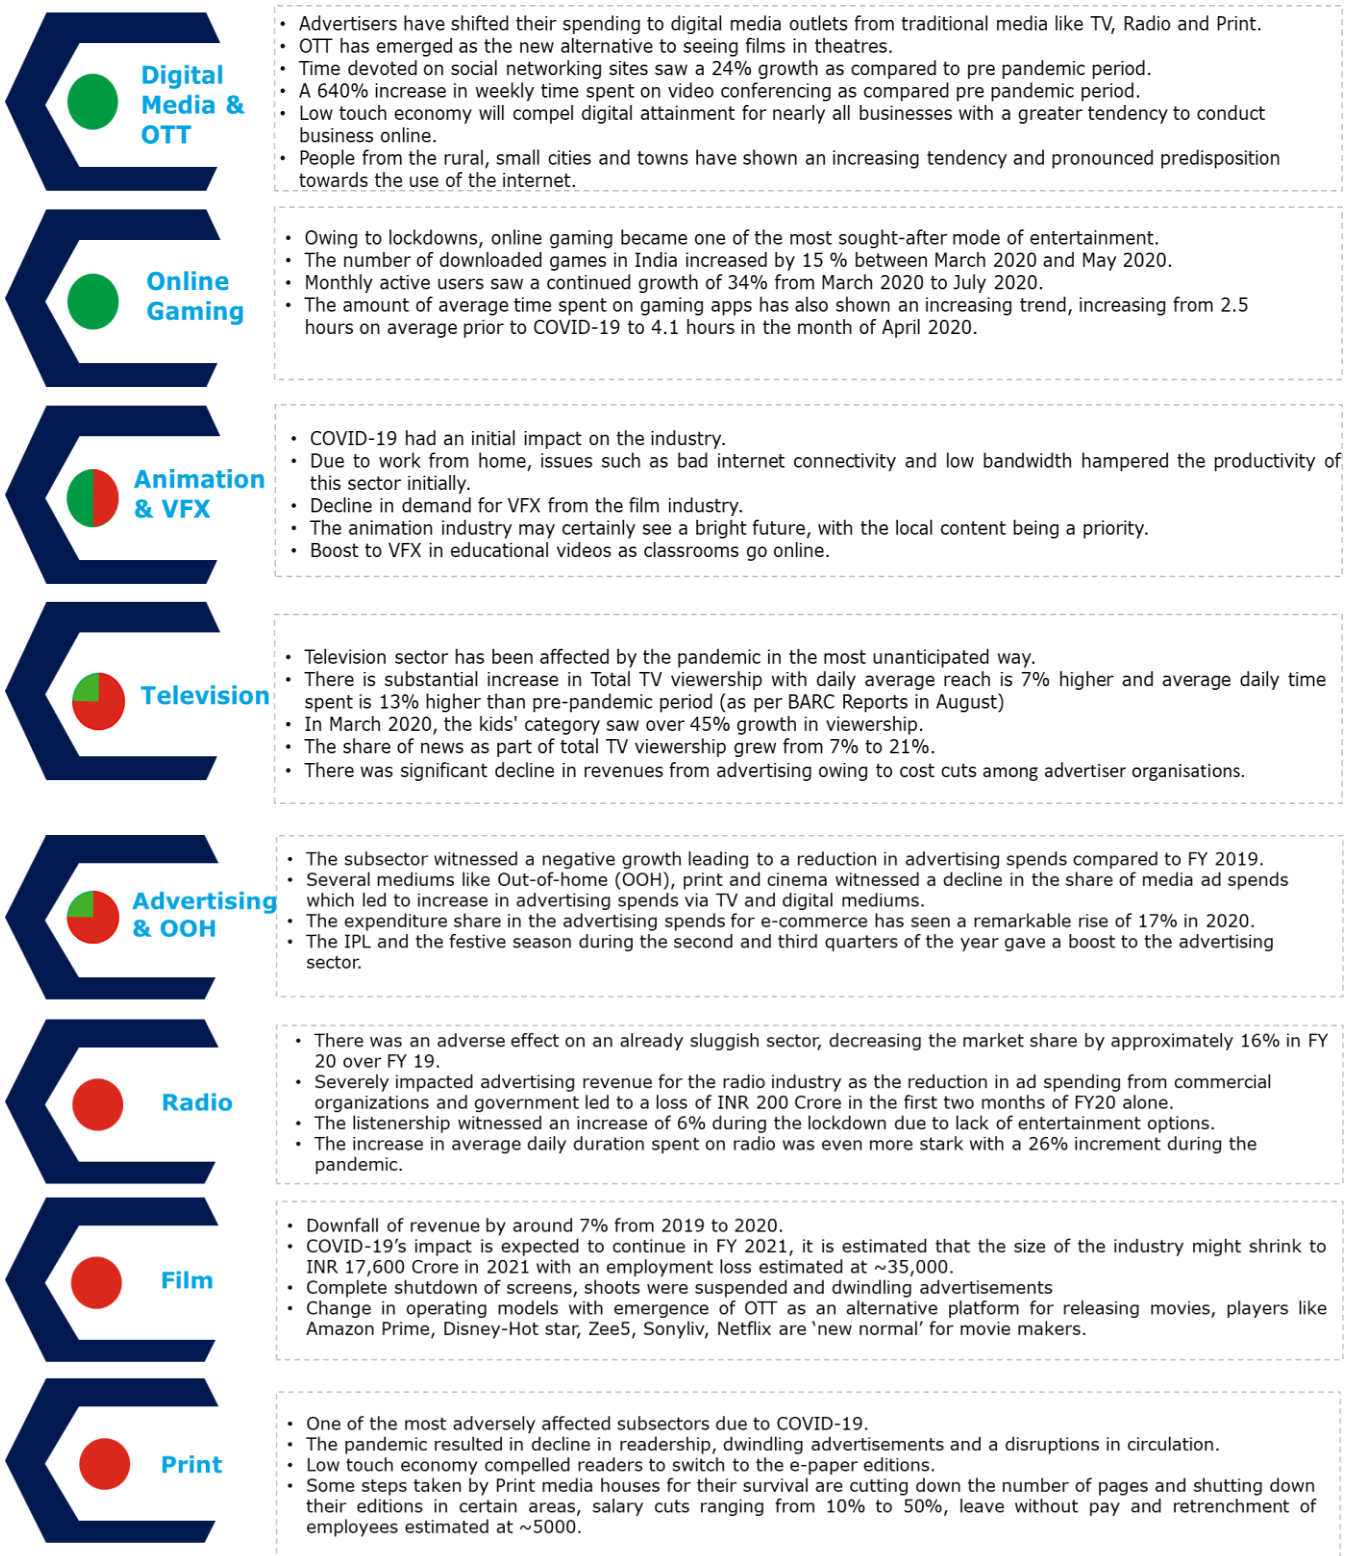 Digital
Media &
OTT
• Advertisers have shifted their spending to digital media outlets from traditional media like TV, Radio and Print.
• OTT has emerged as the new alternative to seeing films in theatres.
• Time devoted on social networking sites saw a 24% growth as compared to pre pandemic period.
• A 640% increase in weekly time spent on video conferencing as compared pre pandemic period.
• Low touch economy will compel digital attainment for nearly all businesses with a greater tendency to conduct
business online.
• People from the rural, small cities and towns have shown an increasing tendency and pronounced predisposition
towards the use of the internet.
Online
Gaming
• Owing to lockdowns, online gaming became one of the most sought-after mode of entertainment.
• The number of downloaded games in India increased by 15 % between March 2020 and May 2020.
• Monthly active users saw a continued growth of 34% from March 2020 to July 2020.
• The amount of average time spent on gaming apps has also shown an increasing trend, increasing from 2.5
hours on average prior to COVID-19 to 4.1 hours in the month of April 2020.
Animation
& VFX
• COVID-19 had an initial impact on the industry.
• Due to work from home, issues such as bad internet connectivity and low bandwidth hampered the productivity of
this sector initially.
• Decline in demand for VFX from the film industry.
• The animation industry may certainly see a bright future, with the local content being a priority.
• Boost to VFX in educational videos as classrooms go online.
Television
• Television sector has been affected by the pandemic in the most unanticipated way.
• There is substantial increase in Total TV viewership with daily average reach is 7% higher and average daily time
spent is 13% higher than pre-pandemic period (as per BARC Reports in August)
• In March 2020, the kids' category saw over 45% growth in viewership.
• The share of news as part of total TV viewership grew from 7% to 21%.
• There was significant decline in revenues from advertising owing to cost cuts among advertiser organisations.
Advertising
& OOH
• The subsector witnessed a negative growth leading to a reduction in advertising spends compared to FY 2019.
• Several mediums like Out-of-home (OOH), print and cinema witnessed a decline in the share of media ad spends
which led to increase in advertising spends via TV and digital mediums.
• The expenditure share in the advertising spends for e-commerce has seen a remarkable rise of 17% in 2020.
• The IPL and the festive season during the second and third quarters of the year gave a boost to the advertising
sector.
Radio
• There was an adverse effect on an already sluggish sector, decreasing the market share by approximately 16% in FY
20 over FY 19.
• Severely impacted advertising revenue for the radio industry as the reduction in ad spending from commercial
organizations and government led to a loss of INR 200 Crore in the first two months of FY20 alone.
• The listenership witnessed an increase of 6% during the lockdown due to lack of entertainment options.
• The increase in average daily duration spent on radio was even more stark with a 26% increment during the
pandemic.
Film
• Downfall of revenue by around 7% from 2019 to 2020.
• COVID-19’s impact is expected to continue in FY 2021, it is estimated that the size of the industry might shrink to
INR 17,600 Crore in 2021 with an employment loss estimated at ~35,000.
• Complete shutdown of screens, shoots were suspended and dwindling advertisements
• Change in operating models with emergence of OTT as an alternative platform for releasing movies, players like
Amazon Prime, Disney-Hot star, Zee5, Sonyliv, Netflix are ‘new normal’ for movie makers.
Print
• One of the most adversely affected subsectors due to COVID-19.
• The pandemic resulted in decline in readership, dwindling advertisements and a disruptions in circulation.
• Low touch economy compelled readers to switch to the e-paper editions.
• Some steps taken by Print media houses for their survival are cutting down the number of pages and shutting down
their editions in certain areas, salary cuts ranging from 10% to 50%, leave without pay and retrenchment of
employees estimated at ~5000.